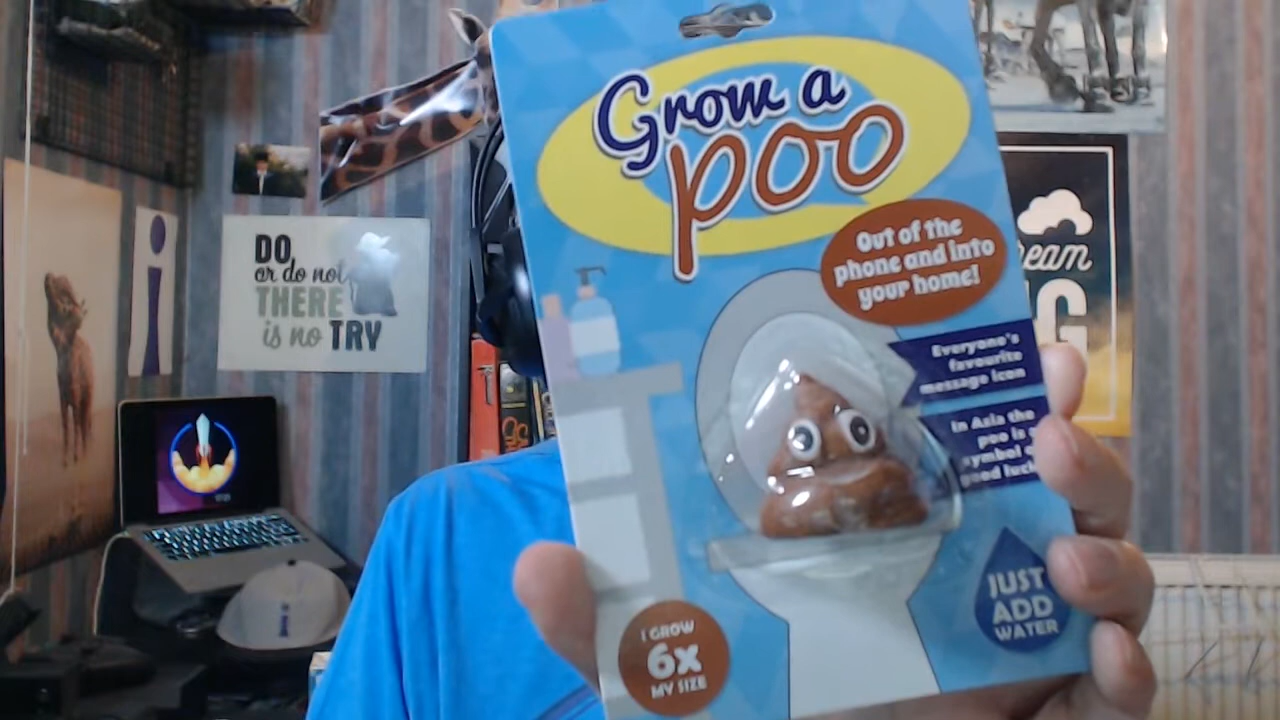 Grow a
poo
Out of the
phone and into
your home!
Everyone's
favourite
message icon
In Asia the
poo is
good luck
JUST
ADD
WATER
I GROW
6X
MY SIZE
DO,
or do not
THERE
is no TRY
i
G